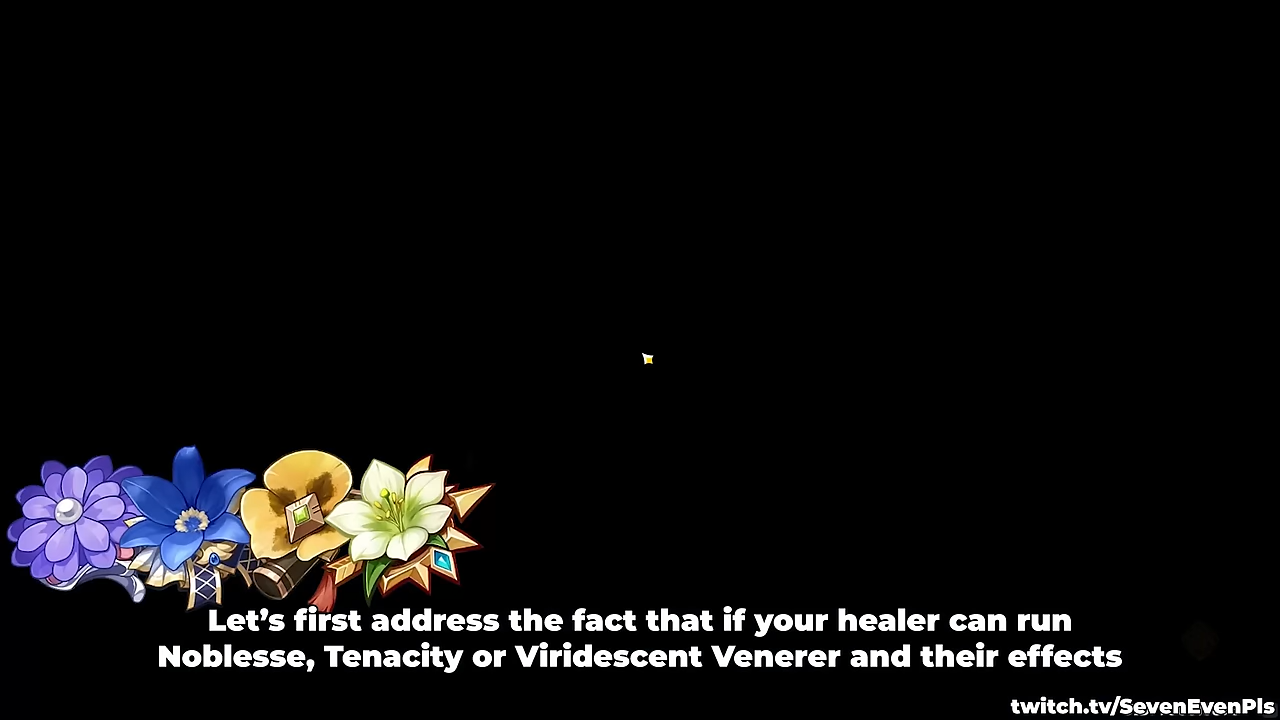 Let’s first address the fact that if your healer can run
Noblesse, Tenacity or Viridescent Venerer and their effects
twitch.tv/SevenEvenPls